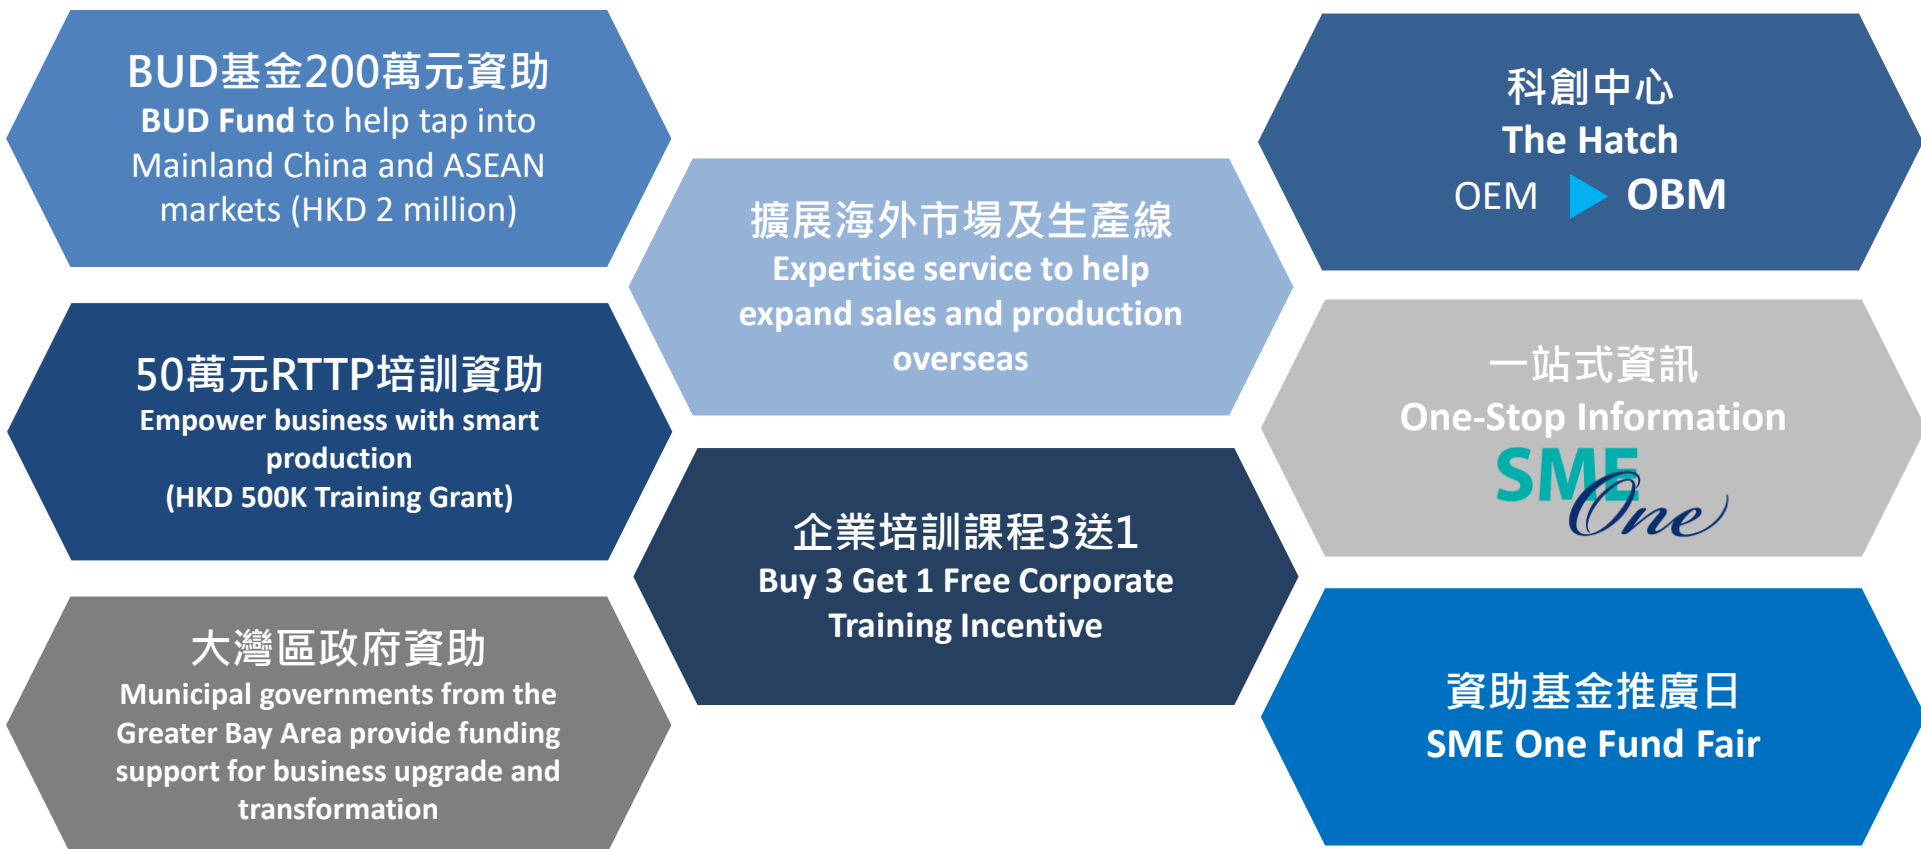 BUD基金200萬元資助
BUD Fund to help tap into
Mainland China and ASEAN
markets (HKD 2 million)
50萬元RTTP培訓資助
Empower business with smart
production
(HKD 500K Training Grant)
大灣區政府資助
Municipal governments from the
Greater Bay Area provide funding
support for business upgrade and
transformation
擴展海外市場及生產線
Expertise service to help
expand sales and production
overseas
企業培訓課程3送1
Buy 3 Get 1 Free Corporate
Training Incentive
科創中心
The Hatch
OEM OBM
一站式資訊
One-Stop Information
SME
One
資助基金推廣日
SME One Fund Fair